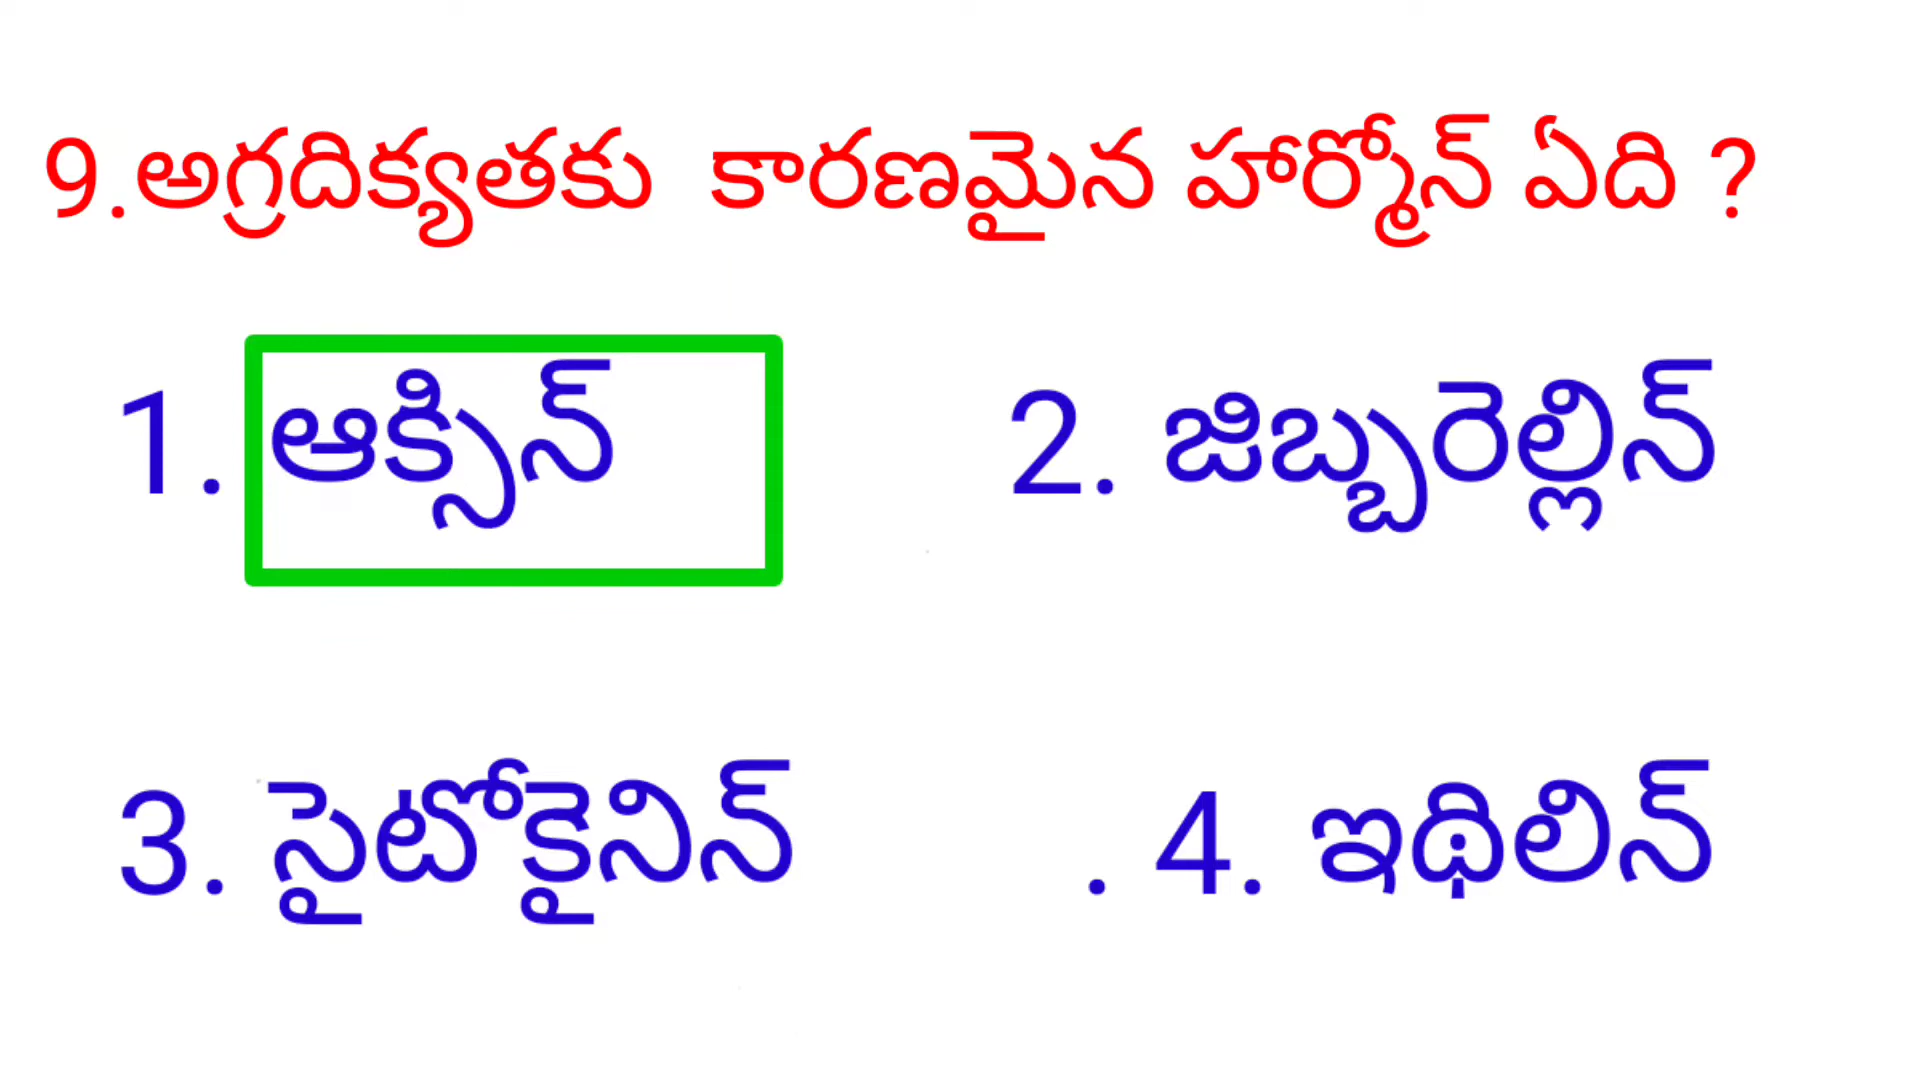 9.అగ్రదిక్యతకు కారణమైన హార్మోన్ ఏది ?
1. ఆక్సిన్ 2. జిబ్బరెల్లిన్
3. సైటోకైనిన్ . 4. ఇథిలిన్